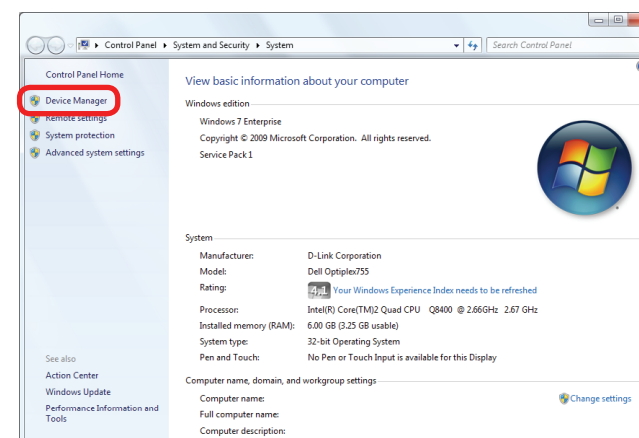 Control Panel ▸ System and Security ▸ System
Search Control Panel
Control Panel Home
Device Manager
Remote settings
System protection
Advanced system settings
See also
Action Center
Windows Update
Performance Information and
Tools
View basic information about your computer
Windows edition
Windows 7 Enterprise
Copyright © 2009 Microsoft Corporation. All rights reserved.
Service Pack 1
System
Manufacturer: D-Link Corporation
Model: Dell Optiplex755
Rating: 4,1 Your Windows Experience Index needs to be refreshed
Processor: Intel(R) Core(TM)2 Quad CPU Q8400 @ 2.66GHz 2.67 GHz
Installed memory (RAM): 6.00 GB (3.25 GB usable)
System type: 32-bit Operating System
Pen and Touch: No Pen or Touch Input is available for this Display
Computer name, domain, and workgroup settings
Computer name:
Change settings
Full computer name:
Computer description: